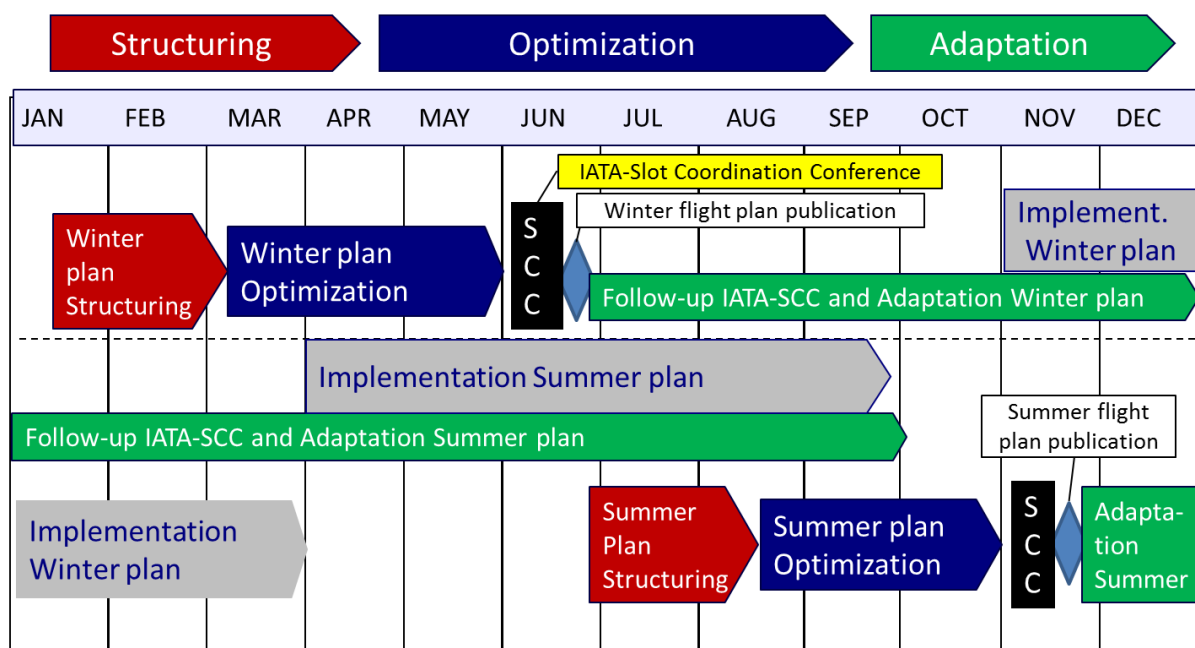 Structuring
Optimization
Adaptation
JAN FEB MAR APR MAY JUN JUL AUG SEP OCT NOV DEC
IATA-Slot Coordination Conference
Winter flight plan publication
Winter
plan
Structuring
Winter plan
Optimization
S
C
C
Implement.
Winter plan
Follow-up IATA-SCC and Adaptation Winter plan
Implementation Summer plan
Follow-up IATA-SCC and Adaptation Summer plan
Summer flight
plan publication
Implementation
Winter plan
Summer
Plan
Structuring
Summer plan
Optimization
S
C
C
Adapta-
tion
Summer